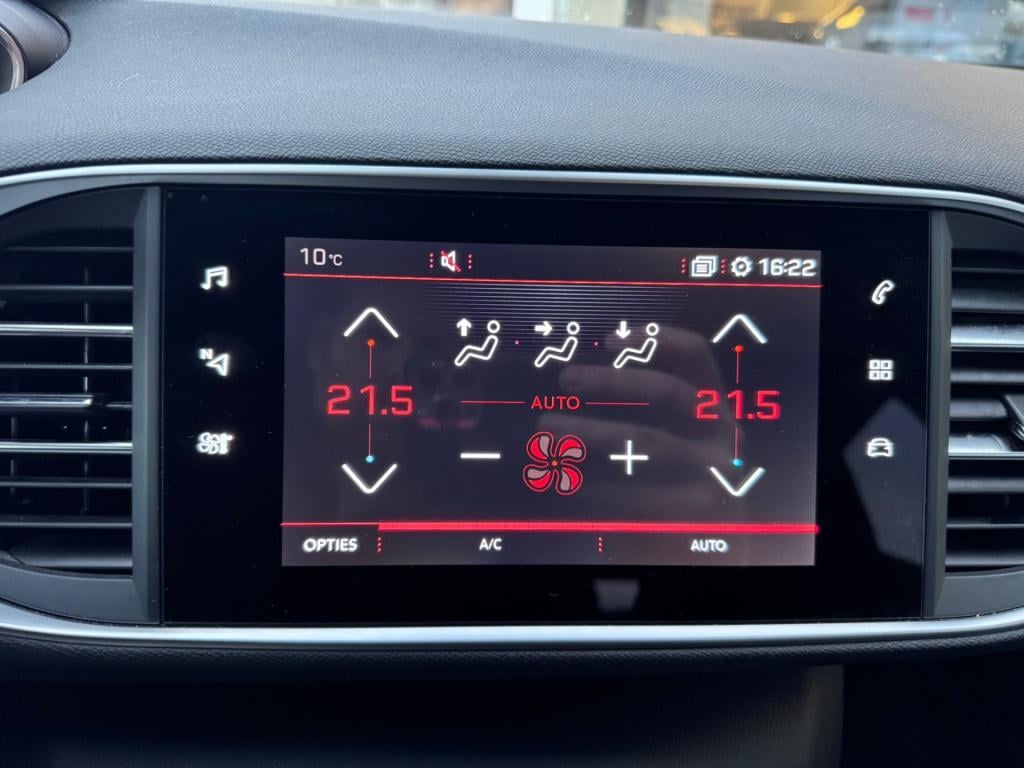 10°C 16:22
N
21.5 AUTO 21.5
OPTIES A/C AUTO